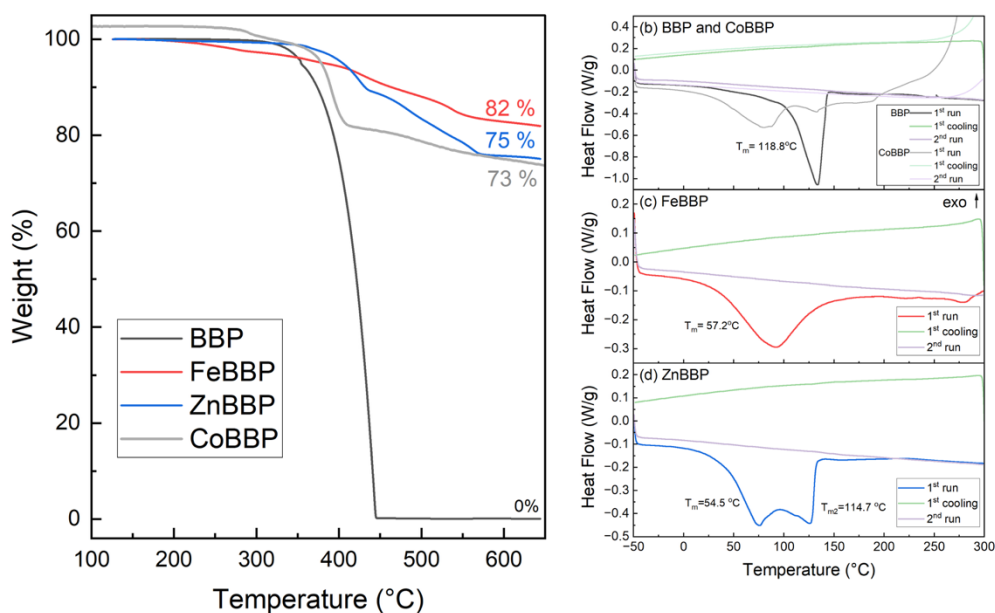 100
80
60
40
20
0
Weight (%)
82 %
75 %
73 %
0%
BBP
FeBBP
ZnBBP
CoBBP
100 200 300 400 500 600
Temperature (°C)
(b) BBP and CoBBP
0.4
0.2
0.0
−0.2
−0.4
−0.6
−0.8
−1.0
Heat Flow (W/g)
Tm= 118.8°C
BBP 1st run
1st cooling
2nd run
CoBBP 1st run
1st cooling
2nd run
(c) FeBBP
exo
0.2
0.1
0.0
−0.1
−0.2
−0.3
Heat Flow (W/g)
Tm= 57.2°C
1st run
1st cooling
2nd run
(d) ZnBBP
0.2
0.1
0.0
−0.1
−0.2
−0.3
−0.4
−0.5
Heat Flow (W/g)
Tm=54.5 °C
Tm2=114.7 °C
1st run
1st cooling
2nd run
−50 0 50 100 150 200 250 300
Temperature (°C)